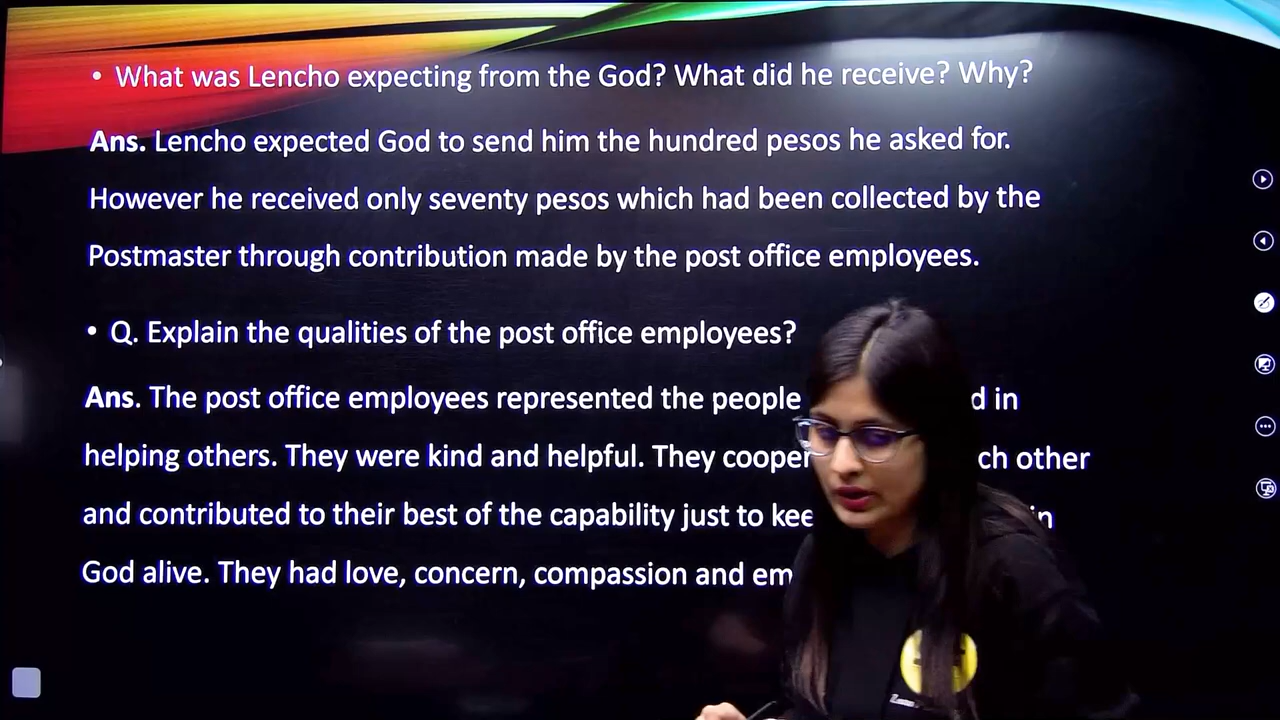 • What was Lencho expecting from the God? What did he receive? Why?
Ans. Lencho expected God to send him the hundred pesos he asked for.
However he received only seventy pesos which had been collected by the
Postmaster through contribution made by the post office employees.
• Q. Explain the qualities of the post office employees?
Ans. The post office employees represented the people in
helping others. They were kind and helpful. They other
and contributed to their best of the capability just to in
God alive. They had love, concern, compassion and